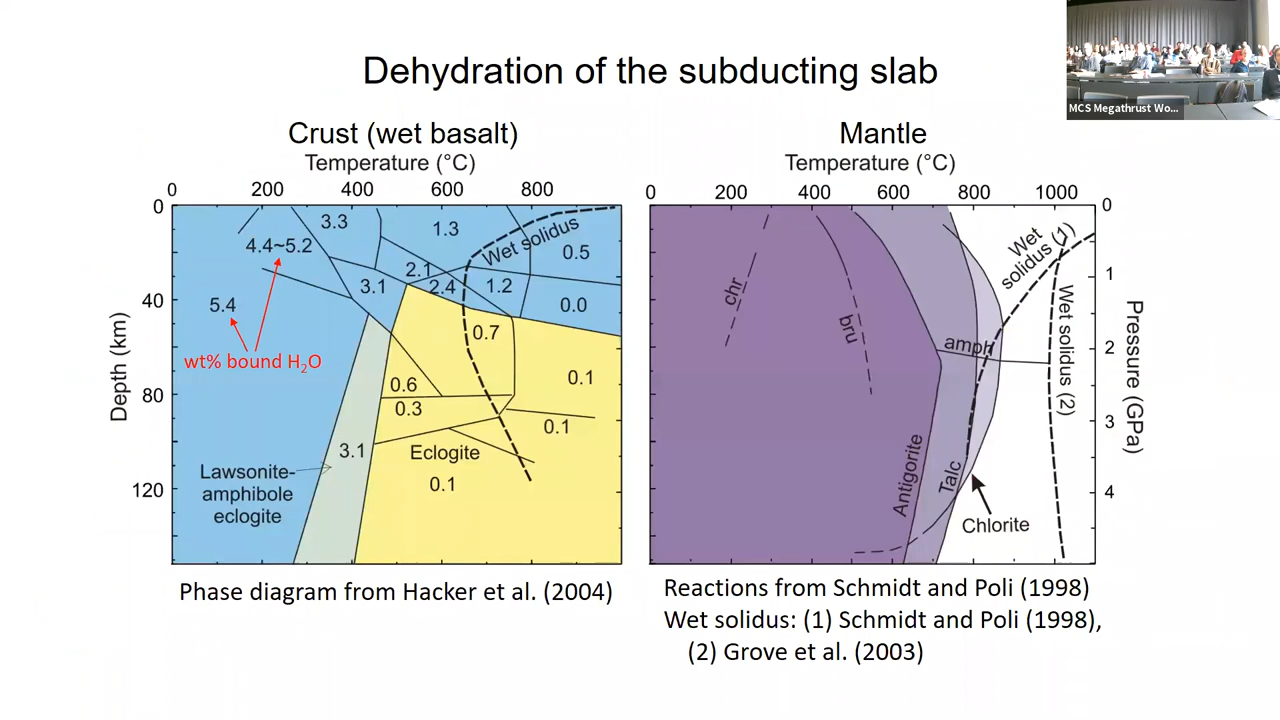 MCS Megathrust Wo...
Dehydration of the subducting slab
Crust (wet basalt)
Temperature (°C)
0 200 400 600 800
Depth (km)
0
40
80
120
3.3
1.3
4.4~5.2
Wet solidus
0.5
2.1
3.1
2.4
1.2
5.4
0.0
wt% bound H₂O
0.7
0.1
0.6
0.3
0.1
3.1
Eclogite
Lawsonite-
amphibole
eclogite
0.1
Phase diagram from Hacker et al. (2004)
Mantle
Temperature (°C)
0 200 400 600 800 1000
0
1
2
3
4
Pressure (GPa)
chr
bru
Wet
solidus (1)
Wet solidus (2)
amph
Antigorite
Talc
Chlorite
Reactions from Schmidt and Poli (1998)
Wet solidus: (1) Schmidt and Poli (1998),
(2) Grove et al. (2003)